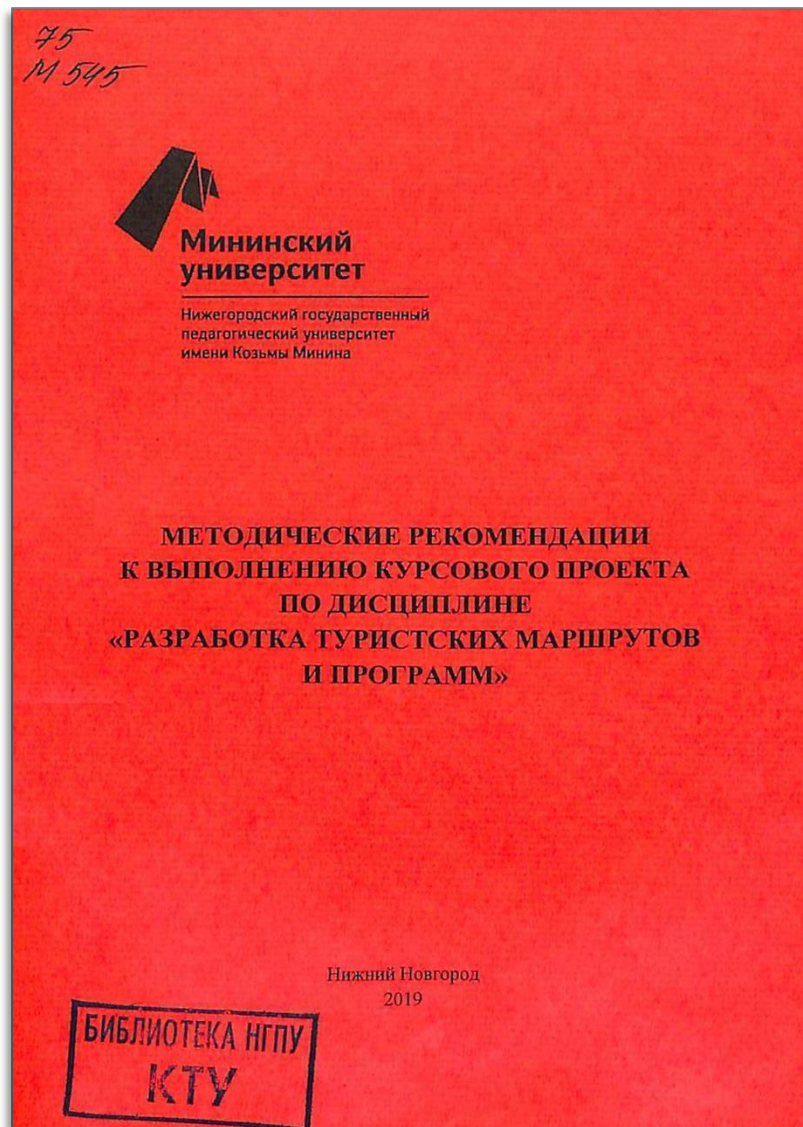 75
М 545
Мининский
университет
Нижегородский государственный
педагогический университет
имени Козьмы Минина
МЕТОДИЧЕСКИЕ РЕКОМЕНДАЦИИ
К ВЫПОЛНЕНИЮ КУРСОВОГО ПРОЕКТА
ПО ДИСЦИПЛИНЕ
«РАЗРАБОТКА ТУРИСТСКИХ МАРШРУТОВ
И ПРОГРАММ»
Нижний Новгород
2019
БИБЛИОТЕКА НГПУ
КТУ